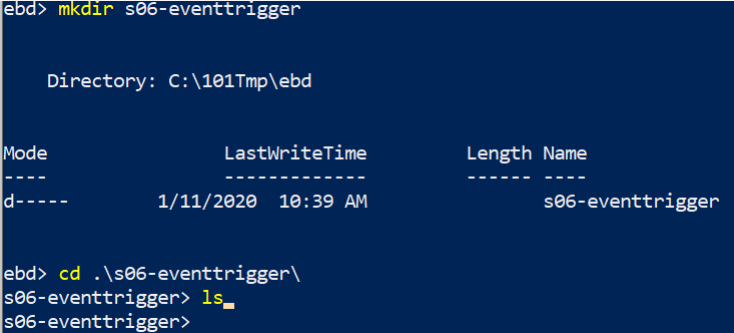 ebd> mkdir s06-eventtrigger
Directory: C:\101Tmp\ebd
Mode LastWriteTime Length Name
---- ------------- ------ ----
d----- 1/11/2020 10:39 AM s06-eventtrigger
ebd> cd .\s06-eventtrigger\
s06-eventtrigger> ls
s06-eventtrigger>